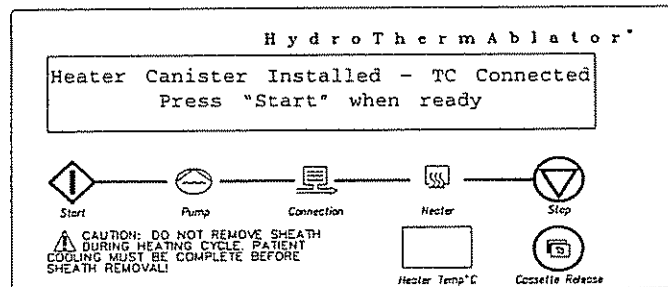 HydroThermAblator*
Heater Canister Installed - TC Connected
Press "Start" when ready
Start
Pump
Connection
Heater
Stop
CAUTION: DO NOT REMOVE SHEATH
DURING HEATING CYCLE. PATIENT
COOLING MUST BE COMPLETE BEFORE
SHEATH REMOVAL!
Heater Temp°C
Cassette Release